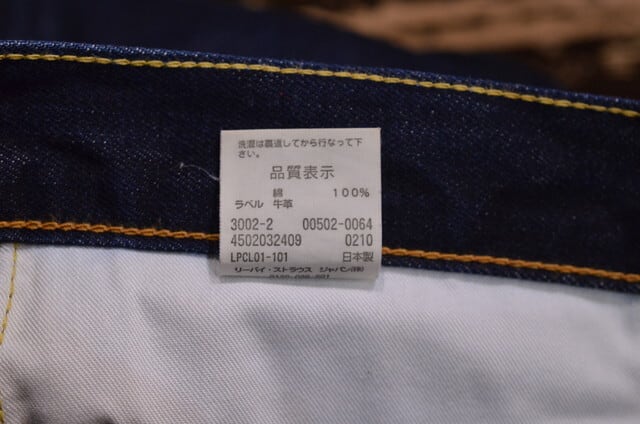 洗濯は裏返してから行なって下
さい。
品質表示
綿 100%
ラベル 牛革
3002-2 00502-0064
4502032409 0210
LPCL01-101 日本製
リーバイ・ストラウス ジャパン(株)